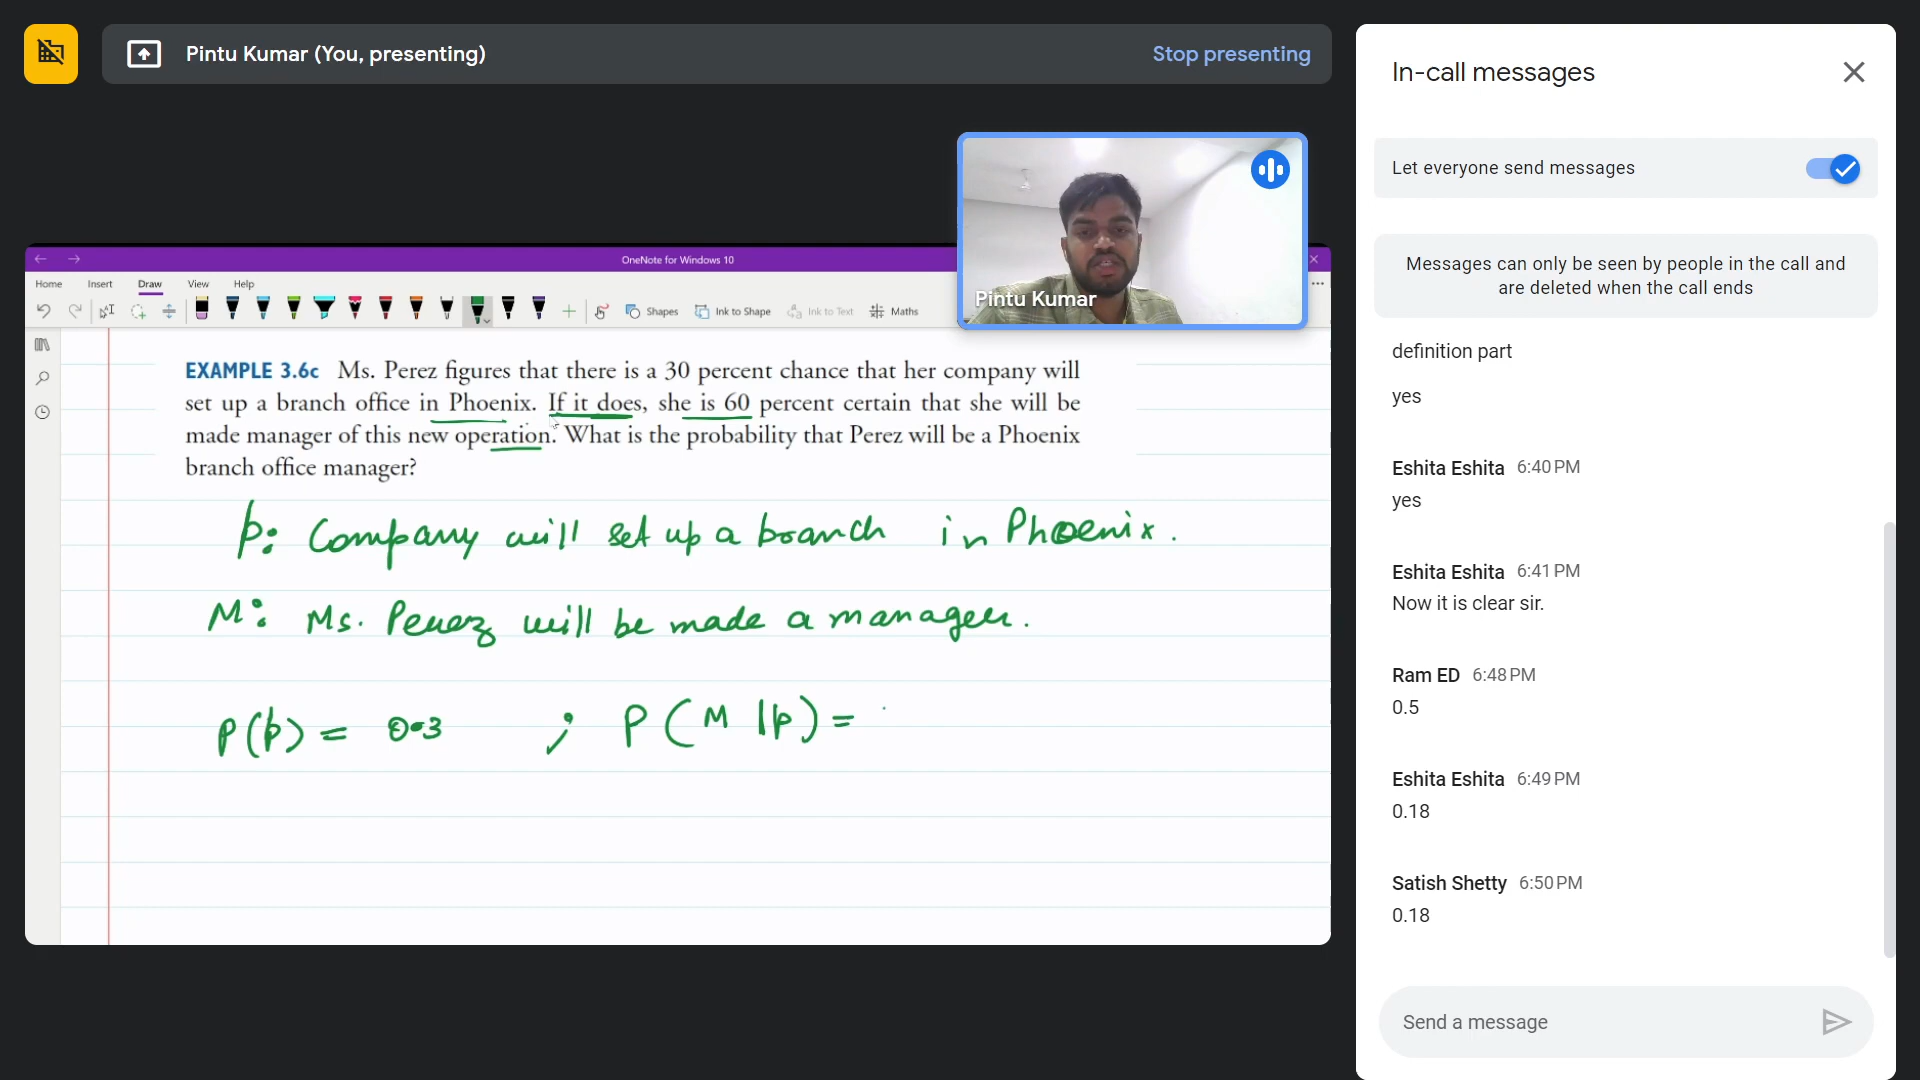 Pintu Kumar (You, presenting)
Stop presenting
In-call messages
Let everyone send messages
Messages can only be seen by people in the call and
are deleted when the call ends
definition part
yes
Eshita Eshita 6:40 PM
yes
Eshita Eshita 6:41 PM
Now it is clear sir.
Ram ED 6:48 PM
0.5
Eshita Eshita 6:49 PM
0.18
Satish Shetty 6:50 PM
0.18
Send a message
Pintu Kumar
OneNote for Windows 10
Home Insert Draw View Help
Shapes Ink to Shape Ink to Text Maths
EXAMPLE 3.6c Ms. Perez figures that there is a 30 percent chance that her company will
set up a branch office in Phoenix. If it does, she is 60 percent certain that she will be
made manager of this new operation. What is the probability that Perez will be a Phoenix
branch office manager?
p: Company will set up a branch in Phoenix.
M: Ms. Perez will be made a manager.
P(p) = 0.3 ; P(M|p) =